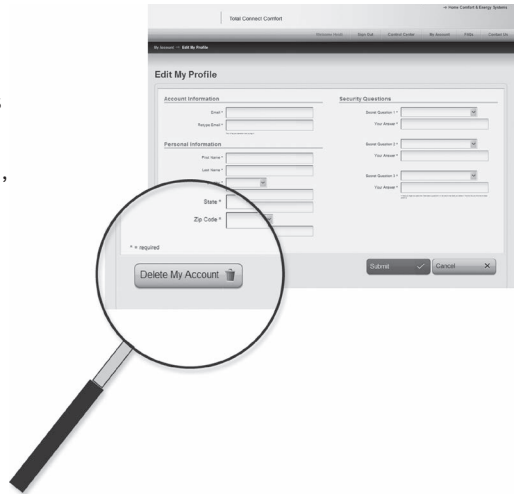 Home Comfort & Energy Systems
Total Connect Comfort
Sign Out Contact Center My Account FAQs Contact Us
My Account Edit My Profile
Edit My Profile
Account Information
Security Questions
Email *
Retype Email *
Secret Question 1 *
Your Answer *
Personal Information
Secret Question 2 *
Your Answer *
First Name *
Last Name *
Secret Question 3 *
Your Answer *
State *
Zip Code *
* = required
Delete My Account
Submit
Cancel
s
,